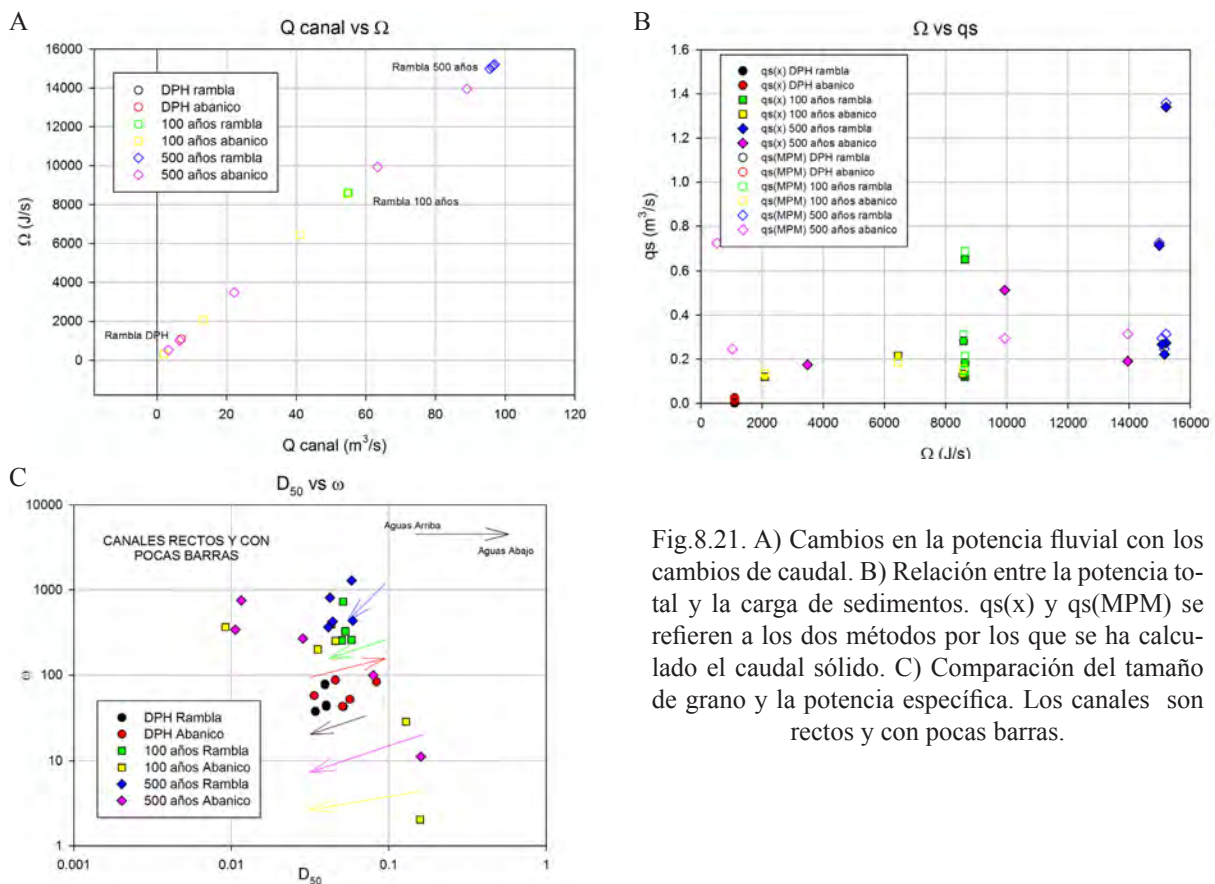 A
Q canal vs Ω
16000
14000
12000
10000
8000
6000
4000
2000
0
Ω (J/s)
DPH rambla
DPH abanico
100 años rambla
100 años abanico
500 años rambla
500 años abanico
Rambla 500 años
Rambla 100 años
Rambla DPH
0 20 40 60 80 100 120
Q canal (m³/s)
B
Ω vs qs
1.6
1.4
1.2
1.0
0.8
0.6
0.4
0.2
0.0
qs (m³/s)
qs(x) DPH rambla
qs(x) DPH abanico
qs(x) 100 años rambla
qs(x) 100 años abanico
qs(x) 500 años rambla
qs(x) 500 años abanico
qs(MPM) DPH rambla
qs(MPM) DPH abanico
qs(MPM) 100 años rambla
qs(MPM) 100 años abanico
qs(MPM) 500 años rambla
qs(MPM) 500 años abanico
0 2000 4000 6000 8000 10000 12000 14000 16000
Ω (J/s)
C
D₅₀ vs ω
10000
1000
100
10
1
ω
CANALES RECTOS Y CON
POCAS BARRAS
Aguas Arriba
Aguas Abajo
DPH Rambla
DPH Abanico
100 años Rambla
100 años Abanico
500 años Rambla
500 años Abanico
0.001 0.01 0.1 1
D₅₀
Fig.8.21. A) Cambios en la potencia fluvial con los
cambios de caudal. B) Relación entre la potencia to-
tal y la carga de sedimentos. qs(x) y qs(MPM) se
refieren a los dos métodos por los que se ha calcu-
lado el caudal sólido. C) Comparación del tamaño
de grano y la potencia específica. Los canales son
rectos y con pocas barras.